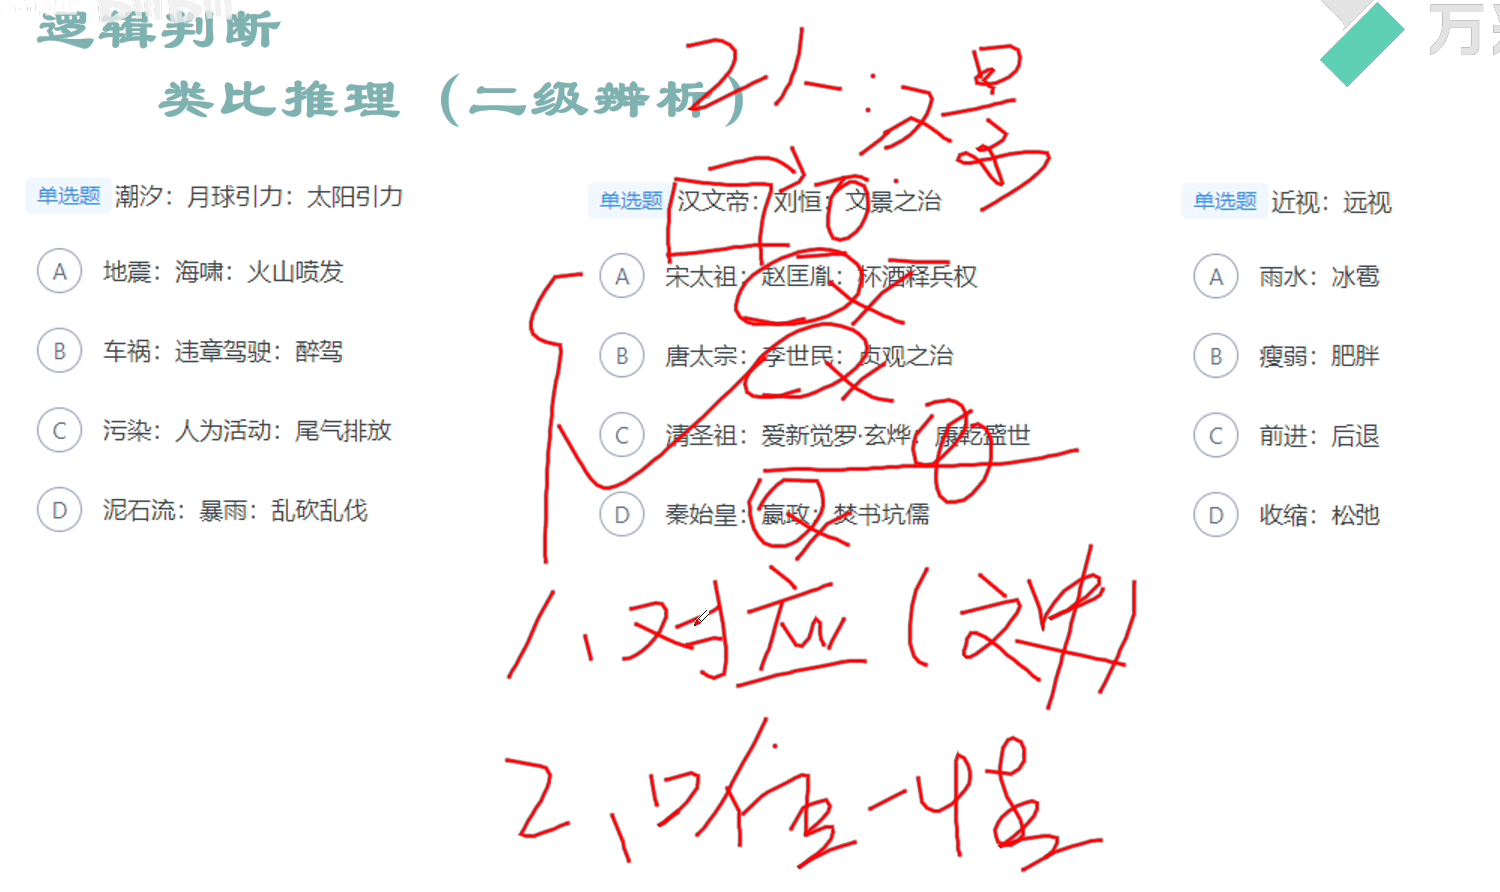 逻辑判断
类比推理（二级辨析）
单选题 潮汐：月球引力：太阳引力
A 地震：海啸：火山喷发
B 车祸：违章驾驶：醉驾
C 污染：人为活动：尾气排放
D 泥石流：暴雨：乱砍乱伐
单选题 汉文帝：刘恒：文景之治
A 宋太祖：赵匡胤：杯酒释兵权
B 唐太宗：李世民：贞观之治
C 清圣祖：爱新觉罗·玄烨：康乾盛世
D 秦始皇：嬴政：焚书坑儒
单选题 近视：远视
A 雨水：冰雹
B 瘦弱：肥胖
C 前进：后退
D 收缩：松弛
2人：汉景
1、对应（文史）
2、唯一性